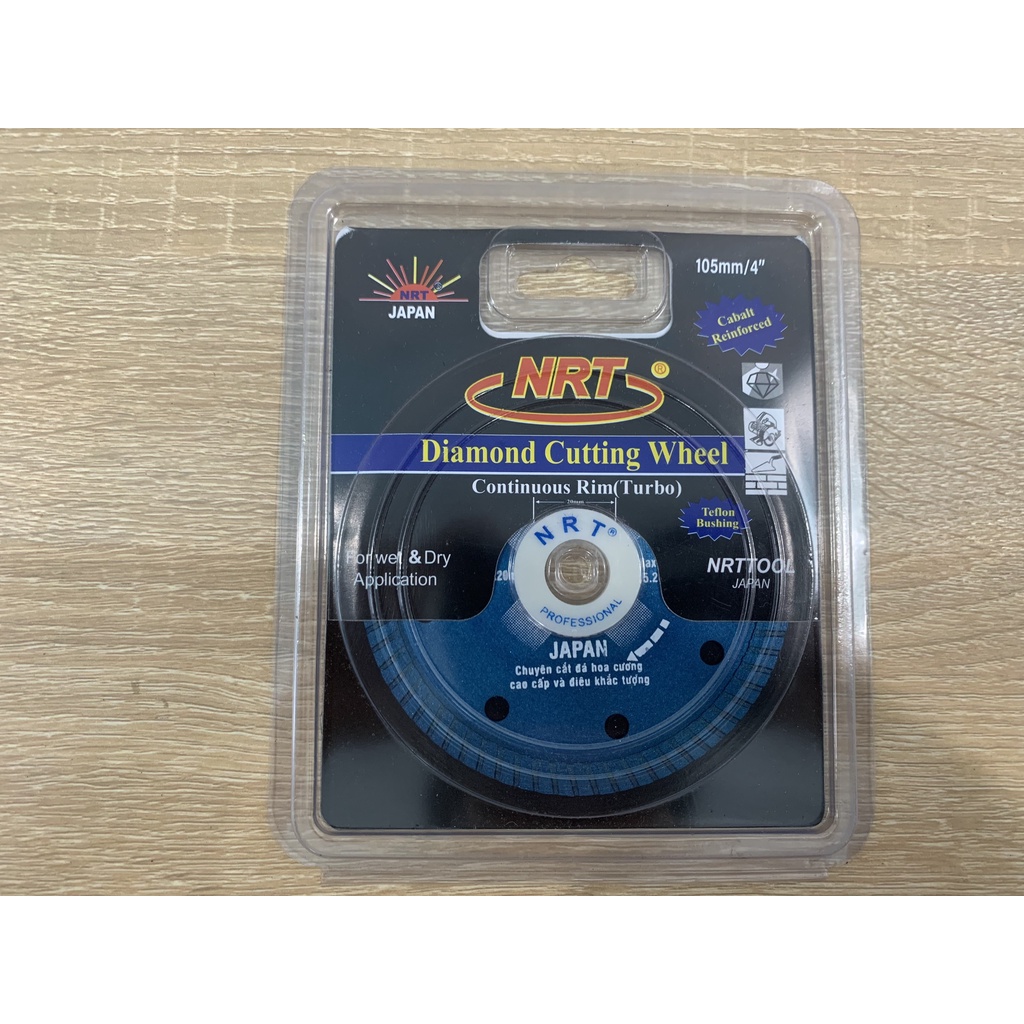 NRT
JAPAN
105mm/4"
Cabalt
Reinforced
NRT®
Diamond Cutting Wheel
Continuous Rim(Turbo)
20mm
Teflon
Bushing
NRT®
For wet & Dry
Application
NRTTOOL
JAPAN
PROFESSIONAL
JAPAN
Chuyên cắt đá hoa cương
cao cấp và điêu khắc tượng